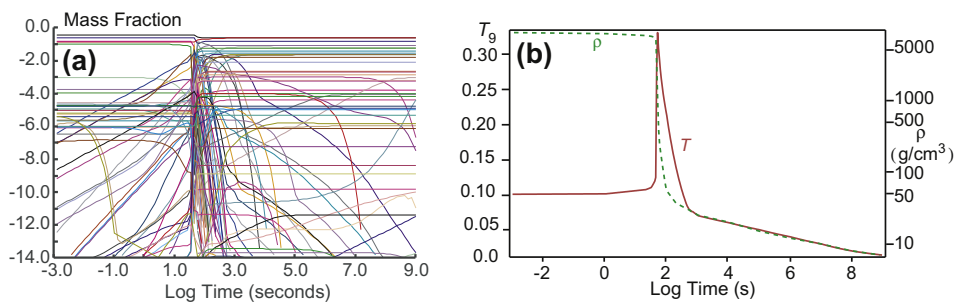 Mass Fraction
0.0
-2.0
-4.0
-6.0
-8.0
-10.0
-12.0
-14.0
(a)
-3.0 -1.0 1.0 3.0 5.0 7.0 9.0
Log Time (seconds)
T9
0.30
0.25
0.20
0.15
0.10
0.05
0.0
(b)
ρ
T
5000
1000
500
ρ
(g/cm3)
100
50
10
-2 0 2 4 6 8
Log Time (s)